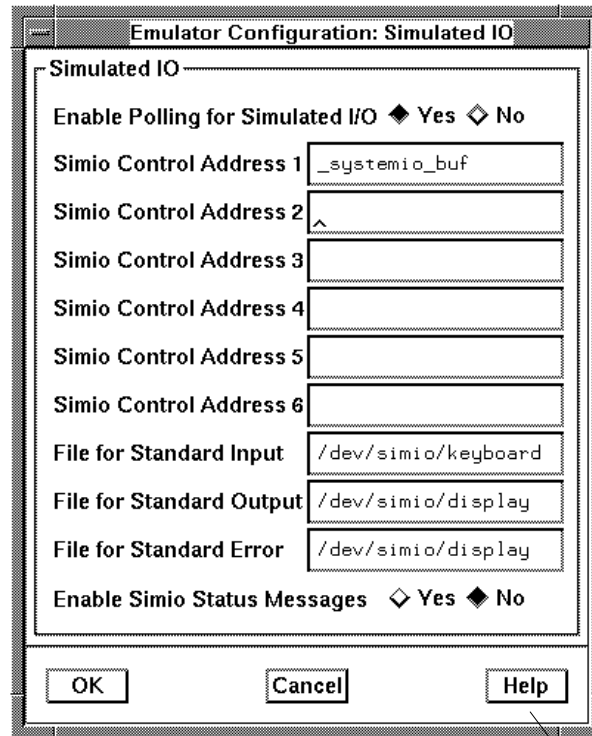 Emulator Configuration: Simulated IO
Simulated IO
Enable Polling for Simulated I/O Yes No
Simio Control Address 1 _systemio_buf
Simio Control Address 2
Simio Control Address 3
Simio Control Address 4
Simio Control Address 5
Simio Control Address 6
File for Standard Input /dev/simio/keyboard
File for Standard Output /dev/simio/display
File for Standard Error /dev/simio/display
Enable Simio Status Messages Yes No
OK Cancel Help